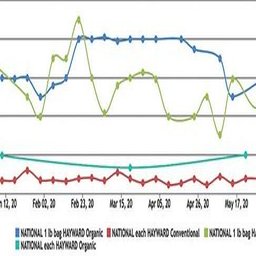 12, 20 Feb 02, 20 Feb 23, 20 Mar 15, 20 Apr 05, 20 Apr 26, 20 May 17, 20
NATIONAL 1 lb bag HAYWARD Organic NATIONAL each HAYWARD Conventional NATIONAL 1 lb bag
NATIONAL each HAYWARD Organic